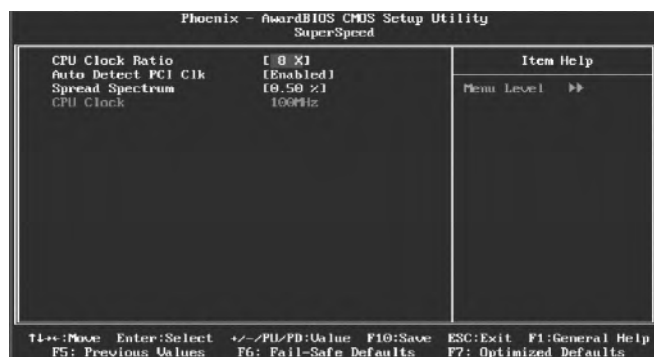 Phoenix - AwardBIOS CMOS Setup Utility
SuperSpeed
CPU Clock Ratio [ 8 X]
Auto Detect PCI Clk [Enabled]
Spread Spectrum [0.50 %]
CPU Clock 100MHz
Item Help
Menu Level ▶▶
↑↓→←:Move Enter:Select +/-/PU/PD:Value F10:Save ESC:Exit F1:General Help
F5: Previous Values F6: Fail-Safe Defaults F7: Optimized Defaults